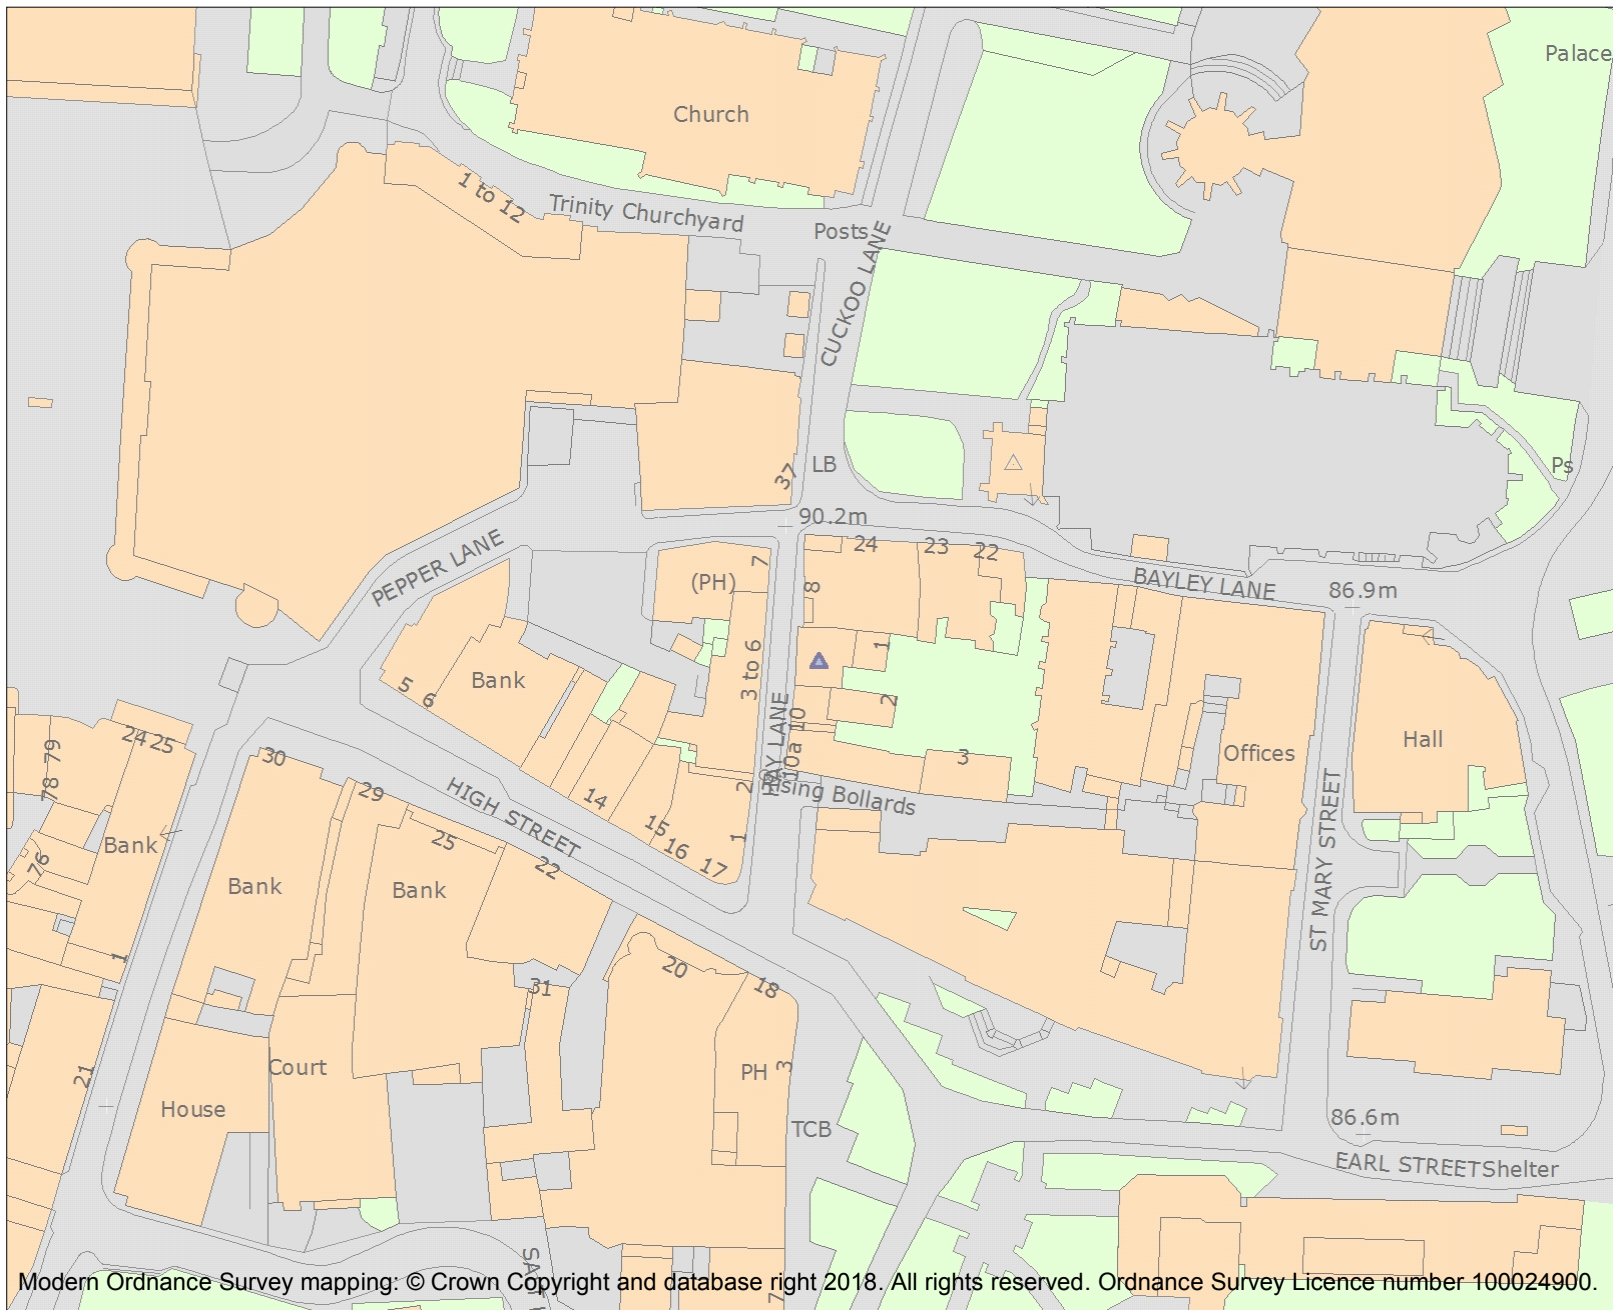 Palace
Church
1 to 12
Trinity Churchyard
Posts
CUCKOO LANE
37
LB
Ps
90.2m
PEPPER LANE
(PH)
7
8
24
23
22
BAYLEY LANE
86.9m
3 to 6
1
2
5
6
Bank
HAY LANE
10
10a
3
Offices
Hall
24
25
79
78
30
29
HIGH STREET
14
15
16
17
2
1
Rising Bollards
ST MARY STREET
Bank
76
Bank
25
Bank
22
1
31
20
18
21
Court
House
PH
3
TCB
86.6m
EARL STREET
Shelter
7
Modern Ordnance Survey mapping: © Crown Copyright and database right 2018. All rights reserved. Ordnance Survey Licence number 100024900.